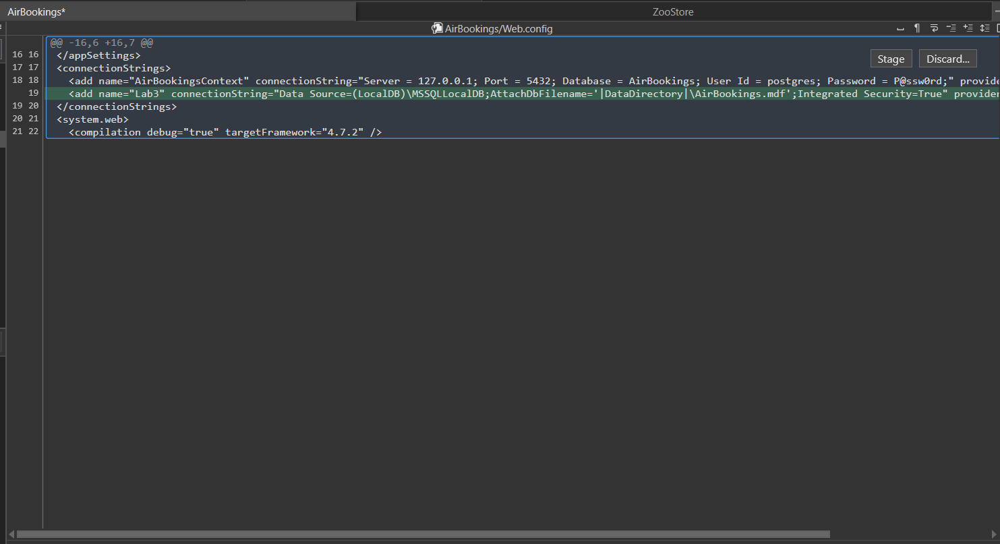 AirBookings*
ZooStore
AirBookings/Web.config
@@ -16,6 +16,7 @@
16 16 </appSettings>
Stage Discard...
17 17 <connectionStrings>
18 18 <add name="AirBookingsContext" connectionString="Server = 127.0.0.1; Port = 5432; Database = AirBookings; User Id = postgres; Password = P@ssw0rd;" provide
19 <add name="Lab3" connectionString="Data Source=(LocalDB)\MSSQLLocalDB;AttachDbFilename='|DataDirectory|\AirBookings.mdf';Integrated Security=True" provider
19 20 </connectionStrings>
20 21 <system.web>
21 22 <compilation debug="true" targetFramework="4.7.2" />